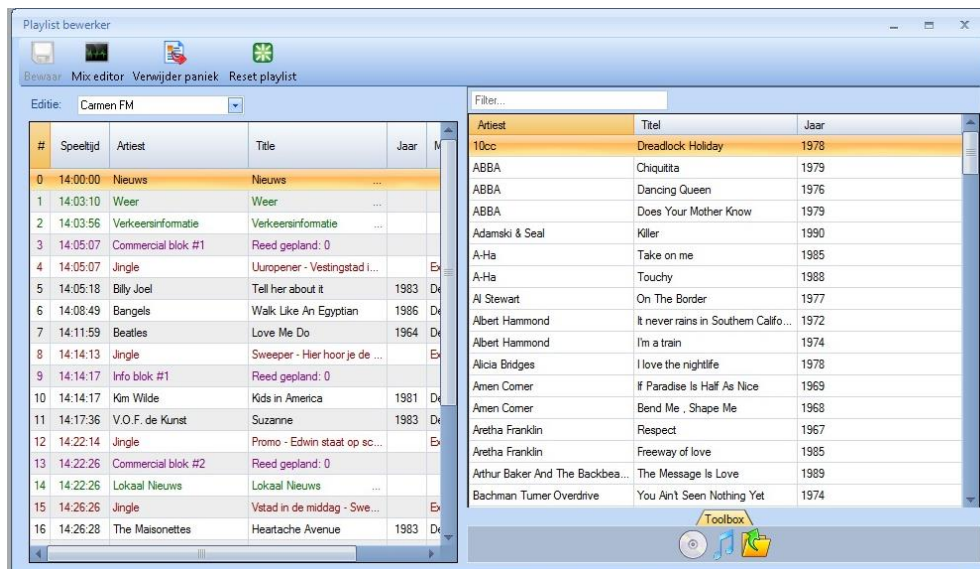 Playlist bewerker
Bewaar Mix editor Verwijder paniek Reset playlist
Editie: Carmen FM
# Speeltijd Artiest Title Jaar M
0 14:00:00 Nieuws Nieuws ...
1 14:03:10 Weer Weer ...
2 14:03:56 Verkeersinformatie Verkeersinformatie ...
3 14:05:07 Commercial blok #1 Reed gepland: 0
4 14:05:07 Jingle Uuropener - Vestingstad i... Ex
5 14:05:18 Billy Joel Tell her about it 1983 De
6 14:08:49 Bangels Walk Like An Egyptian 1986 De
7 14:11:59 Beatles Love Me Do 1964 De
8 14:14:13 Jingle Sweeper - Hier hoor je de ... Ex
9 14:14:17 Info blok #1 Reed gepland: 0
10 14:14:17 Kim Wilde Kids in America 1981 De
11 14:17:36 V.O.F. de Kunst Suzanne 1983 De
12 14:22:14 Jingle Promo - Edwin staat op sc... Ex
13 14:22:26 Commercial blok #2 Reed gepland: 0
14 14:22:26 Lokaal Nieuws Lokaal Nieuws ...
15 14:26:26 Jingle Vstad in de middag - Swe... Ex
16 14:26:28 The Maisonettes Heartache Avenue 1983 De
Filter...
Artiest Titel Jaar
10cc Dreadlock Holiday 1978
ABBA Chiquitita 1979
ABBA Dancing Queen 1976
ABBA Does Your Mother Know 1979
Adamski & Seal Killer 1990
A-Ha Take on me 1985
A-Ha Touchy 1988
Al Stewart On The Border 1977
Albert Hammond It never rains in Southern Califo... 1972
Albert Hammond I'm a train 1974
Alicia Bridges I love the nightlife 1978
Amen Corner If Paradise Is Half As Nice 1969
Amen Corner Bend Me , Shape Me 1968
Aretha Franklin Respect 1967
Aretha Franklin Freeway of love 1985
Arthur Baker And The Backbea... The Message Is Love 1989
Bachman Turner Overdrive You Ain't Seen Nothing Yet 1974
Toolbox